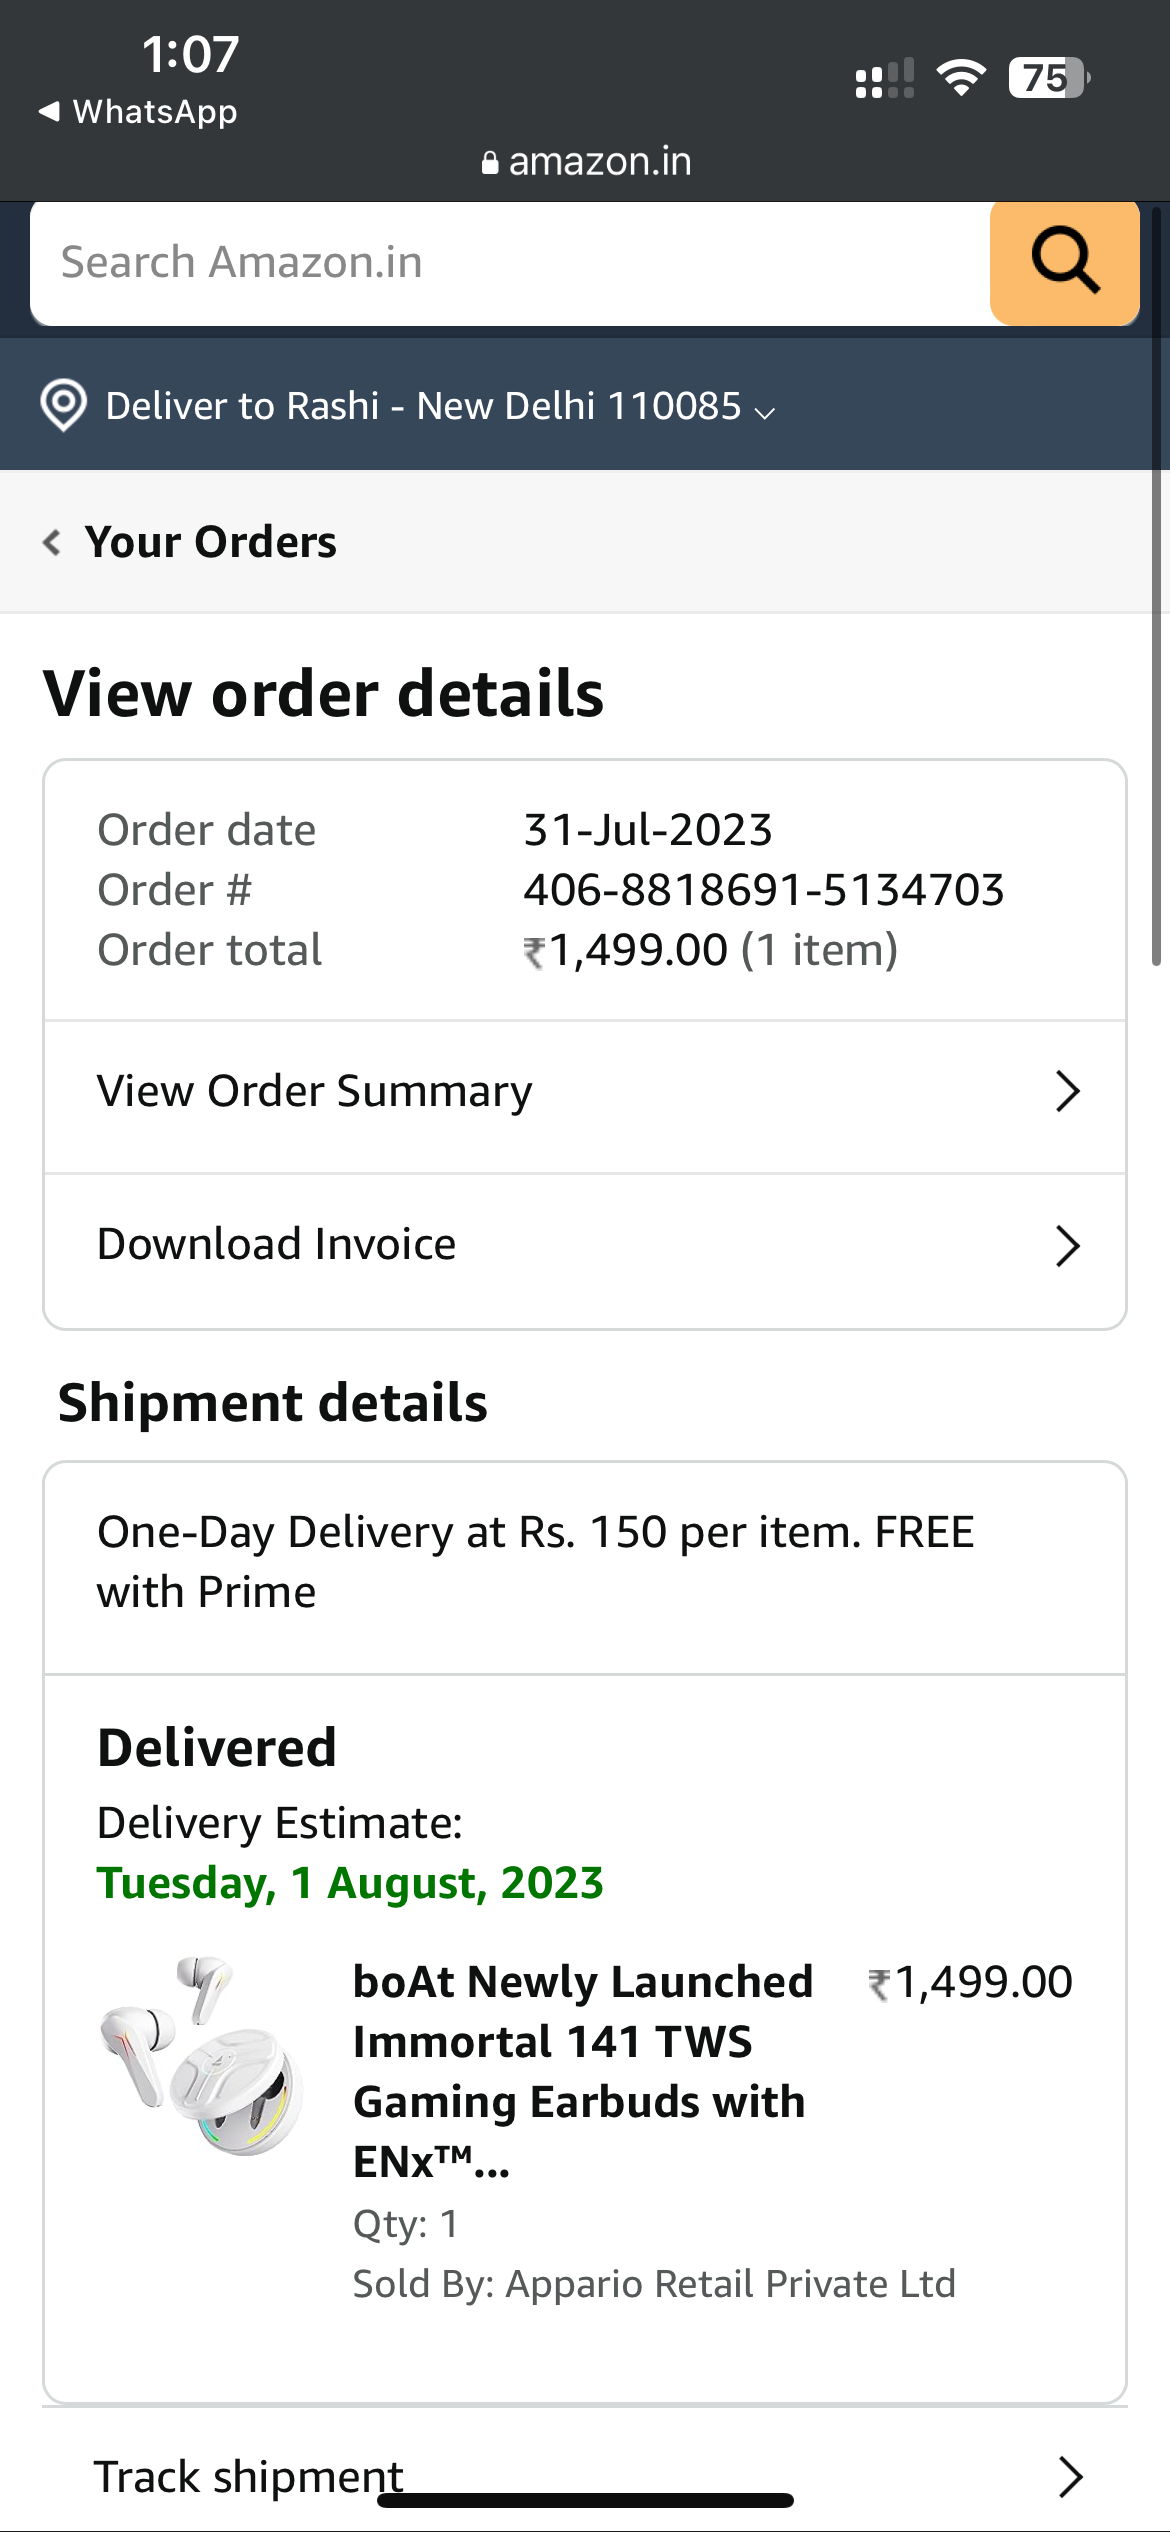 1:07
75
◀ WhatsApp
amazon.in
Search Amazon.in
Deliver to Rashi - New Delhi 110085
Your Orders
View order details
Order date 31-Jul-2023
Order # 406-8818691-5134703
Order total ₹1,499.00 (1 item)
View Order Summary
Download Invoice
Shipment details
One-Day Delivery at Rs. 150 per item. FREE
with Prime
Delivered
Delivery Estimate:
Tuesday, 1 August, 2023
boAt Newly Launched ₹1,499.00
Immortal 141 TWS
Gaming Earbuds with
ENx™...
Qty: 1
Sold By: Appario Retail Private Ltd
Track shipment